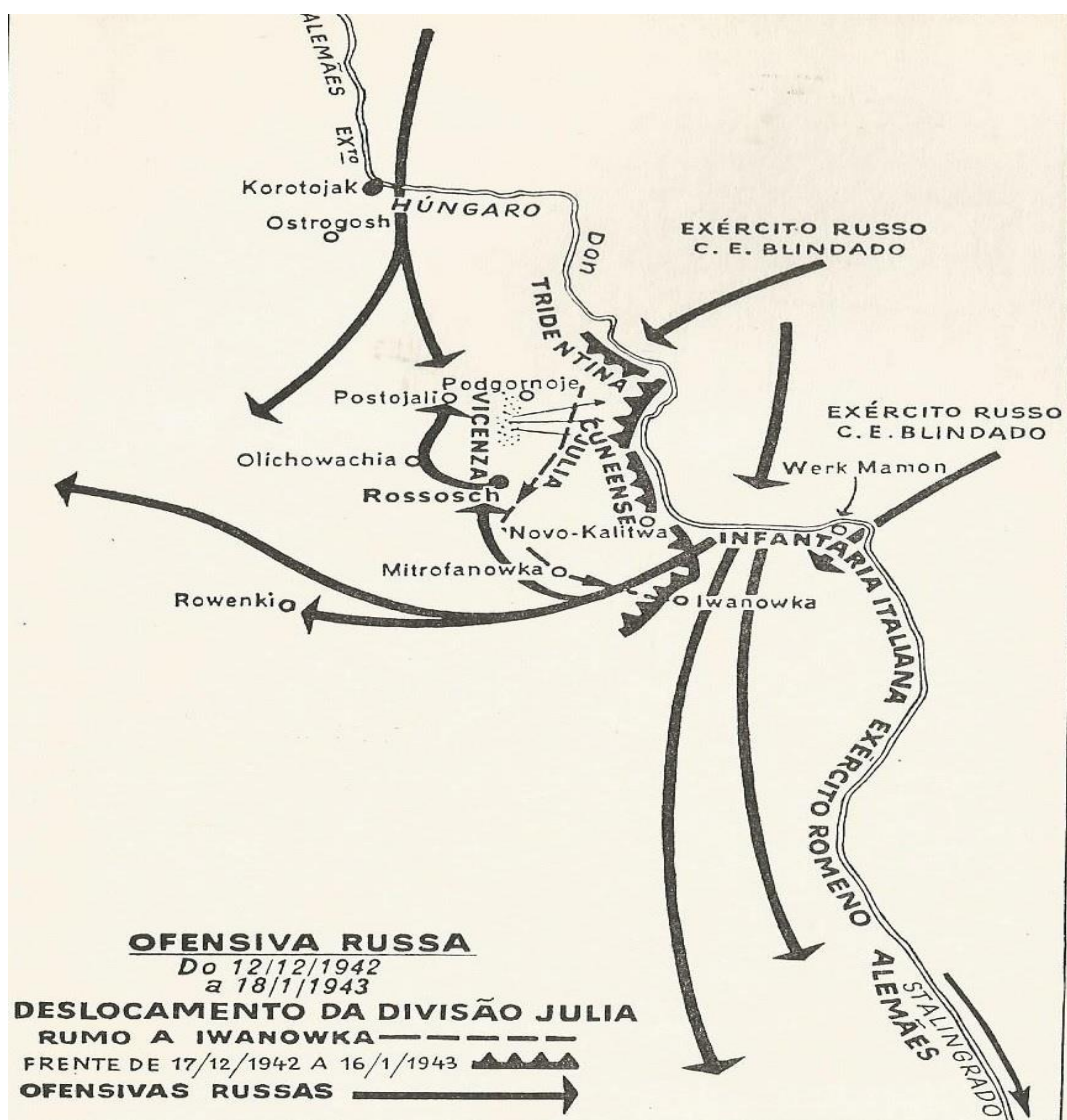 ALEMÃES EXTO
HÚNGARO
Korotojak
Ostrogosh
Don
EXÉRCITO RUSSO
C. E. BLINDADO
TRIDENTINA
Podgornoje
Postojali
VICENZA
JULIA
CUNEENSE
EXÉRCITO RUSSO
C. E. BLINDADO
Werk Mamon
Olichowachia
Rossosch
Novo-Kalitwa
INFANTARIA ITALIANA
Mitrofanowka
Rowenki
Iwanowka
EXÉRCITO ROMENO
ALEMÃES
STALINGRADO
OFENSIVA RUSSA
Do 12/12/1942
a 18/1/1943
DESLOCAMENTO DA DIVISÃO JULIA
RUMO A IWANOWKA
FRENTE DE 17/12/1942 A 16/1/1943
OFENSIVAS RUSSAS